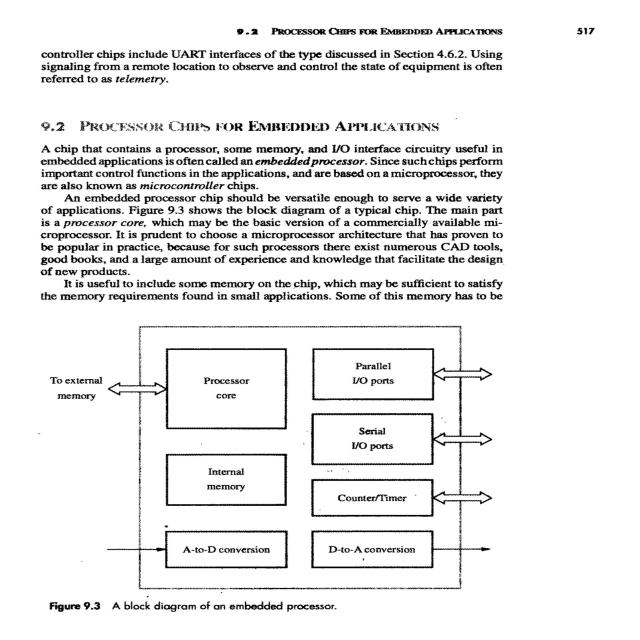 9.2 PROCESSOR CHIPS FOR EMBEDDED APPLICATIONS 517
controller chips include UART interfaces of the type discussed in Section 4.6.2. Using
signaling from a remote location to observe and control the state of equipment is often
referred to as telemetry.
9.2 PROCESSOR CHIPS FOR EMBEDDED APPLICATIONS
A chip that contains a processor, some memory, and I/O interface circuitry useful in
embedded applications is often called an embedded processor. Since such chips perform
important control functions in the applications, and are based on a microprocessor, they
are also known as microcontroller chips.
An embedded processor chip should be versatile enough to serve a wide variety
of applications. Figure 9.3 shows the block diagram of a typical chip. The main part
is a processor core, which may be the basic version of a commercially available mi-
croprocessor. It is prudent to choose a microprocessor architecture that has proven to
be popular in practice, because for such processors there exist numerous CAD tools,
good books, and a large amount of experience and knowledge that facilitate the design
of new products.
It is useful to include some memory on the chip, which may be sufficient to satisfy
the memory requirements found in small applications. Some of this memory has to be
To external
memory
Processor
core
Parallel
I/O ports
Serial
I/O ports
Internal
memory
Counter/Timer
A-to-D conversion
D-to-A conversion
Figure 9.3 A block diagram of an embedded processor.